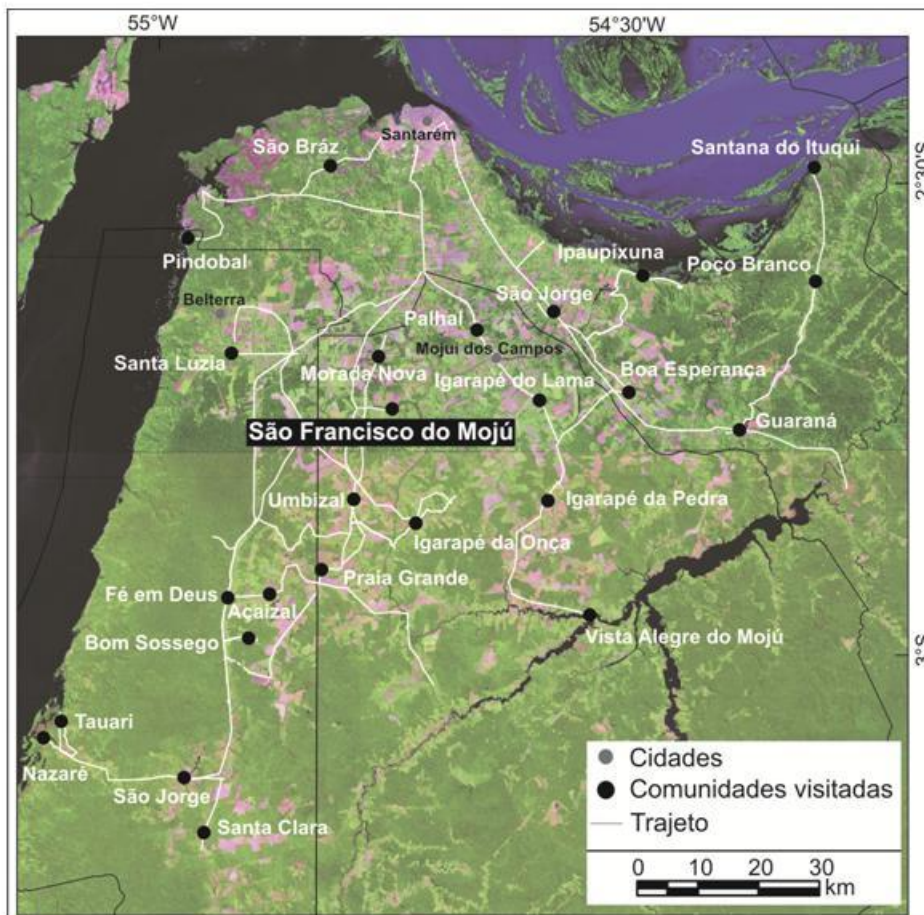 55°W
54°30'W
Santarém
São Bráz
Santana do Ituqui
2°30'S
Pindobal
Ipaupixuna
Poço Branco
Belterra
São Jorge
Palhal
Santa Luzia
Mojuí dos Campos
Morada Nova
Igarapé do Lama
Boa Esperança
São Francisco do Mojú
Guaraná
Umbizal
Igarapé da Pedra
Igarapé da Onça
Praia Grande
Fé em Deus
Açaizal
Bom Sossego
Vista Alegre do Mojú
3°S
Tauari
Nazaré
São Jorge
Santa Clara
Cidades
Comunidades visitadas
Trajeto
0 10 20 30
km